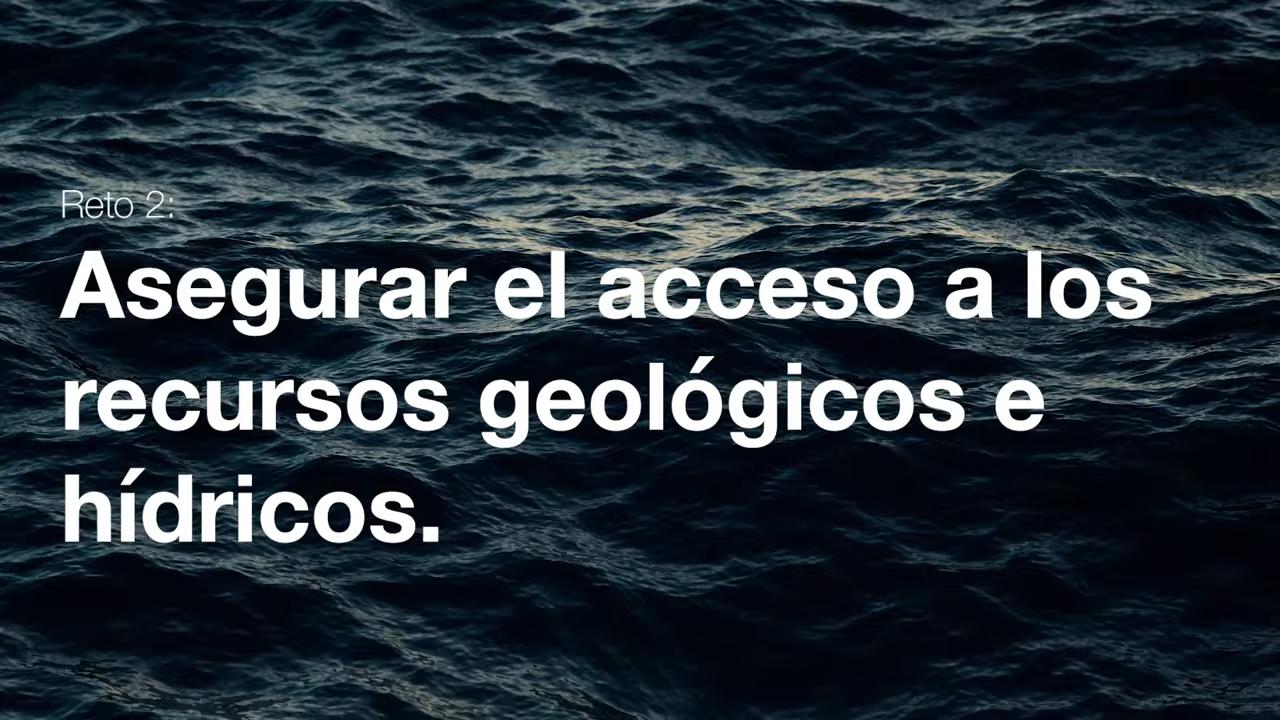 Reto 2:
Asegurar el acceso a los
recursos geológicos e
hídricos.